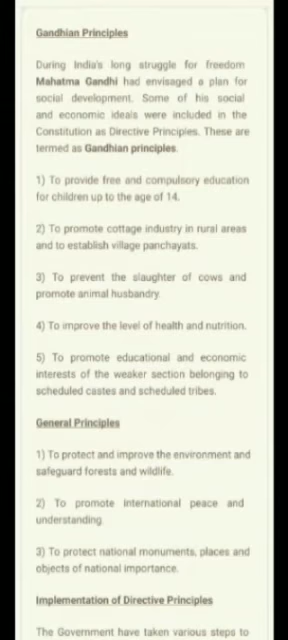 Gandhian Principles
During India's long struggle for freedom
Mahatma Gandhi had envisaged a plan for
social development. Some of his social
and economic ideals were included in the
Constitution as Directive Principles. These are
termed as Gandhian principles.
1) To provide free and compulsory education
for children up to the age of 14.
2) To promote cottage industry in rural areas
and to establish village panchayats.
3) To prevent the slaughter of cows and
promote animal husbandry.
4) To improve the level of health and nutrition.
5) To promote educational and economic
interests of the weaker section belonging to
scheduled castes and scheduled tribes.
General Principles
1) To protect and improve the environment and
safeguard forests and wildlife.
2) To promote international peace and
understanding.
3) To protect national monuments, places and
objects of national importance.
Implementation of Directive Principles
The Government have taken various steps to